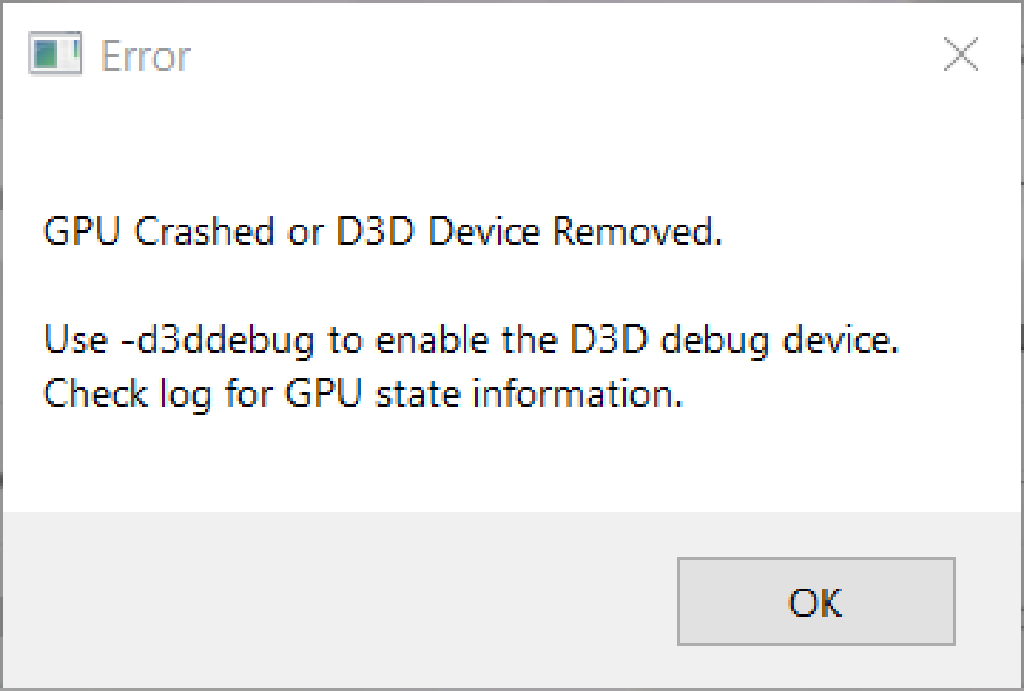 Error
GPU Crashed or D3D Device Removed.
Use -d3ddebug to enable the D3D debug device.
Check log for GPU state information.
OK